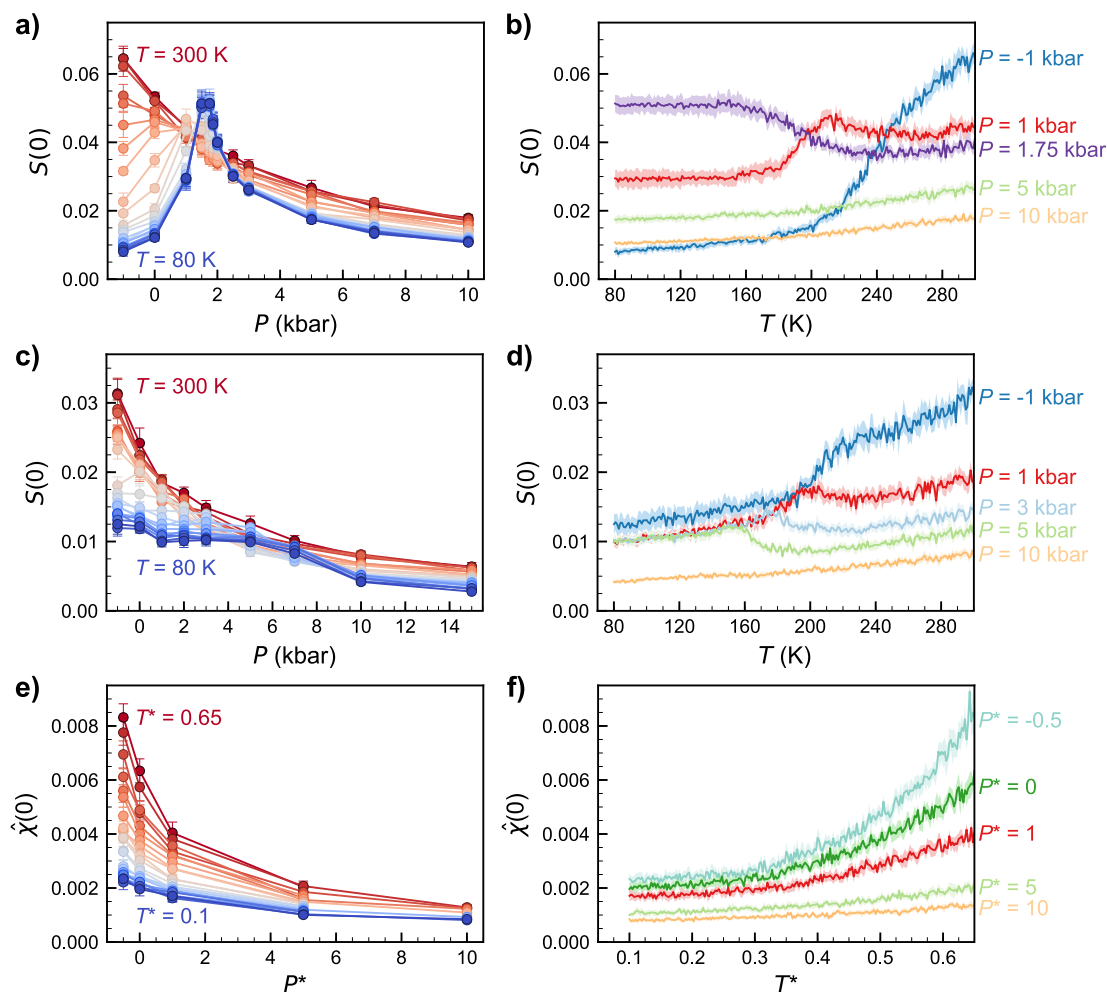 a)
T = 300 K
T = 80 K
S(0)
0.06
0.04
0.02
0.00
0 2 4 6 8 10
P (kbar)
b)
P = -1 kbar
P = 1 kbar
P = 1.75 kbar
P = 5 kbar
P = 10 kbar
S(0)
0.06
0.04
0.02
0.00
80 120 160 200 240 280
T (K)
c)
T = 300 K
T = 80 K
S(0)
0.03
0.02
0.01
0.00
0 2 4 6 8 10 12 14
P (kbar)
d)
P = -1 kbar
P = 1 kbar
P = 3 kbar
P = 5 kbar
P = 10 kbar
S(0)
0.03
0.02
0.01
0.00
80 120 160 200 240 280
T (K)
e)
T* = 0.65
T* = 0.1
χ̂(0)
0.008
0.006
0.004
0.002
0.000
0 2 4 6 8 10
P*
f)
P* = -0.5
P* = 0
P* = 1
P* = 5
P* = 10
χ̂(0)
0.008
0.006
0.004
0.002
0.000
0.1 0.2 0.3 0.4 0.5 0.6
T*